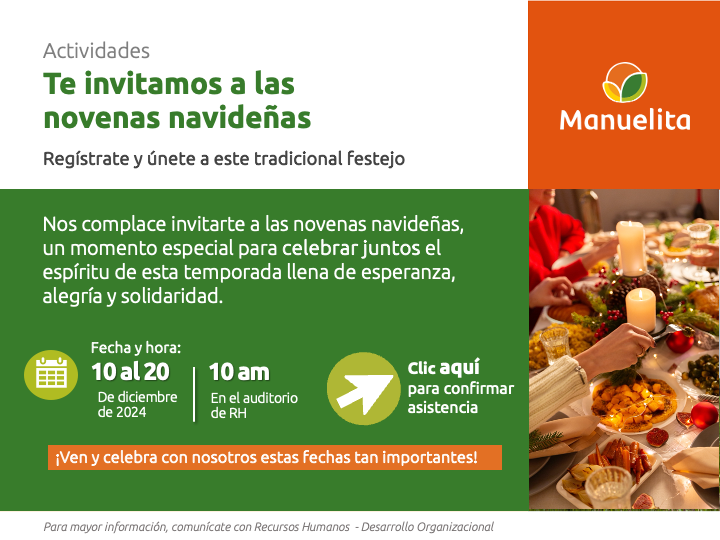 Actividades
Te invitamos a las
novenas navideñas
Regístrate y únete a este tradicional festejo
Manuelita
Nos complace invitarte a las novenas navideñas,
un momento especial para celebrar juntos el
espíritu de esta temporada llena de esperanza,
alegría y solidaridad.
Fecha y hora:
10 al 20
De diciembre
de 2024
10 am
En el auditorio
de RH
Clic aquí
para confirmar
asistencia
¡Ven y celebra con nosotros estas fechas tan importantes!
Para mayor información, comunícate con Recursos Humanos - Desarrollo Organizacional